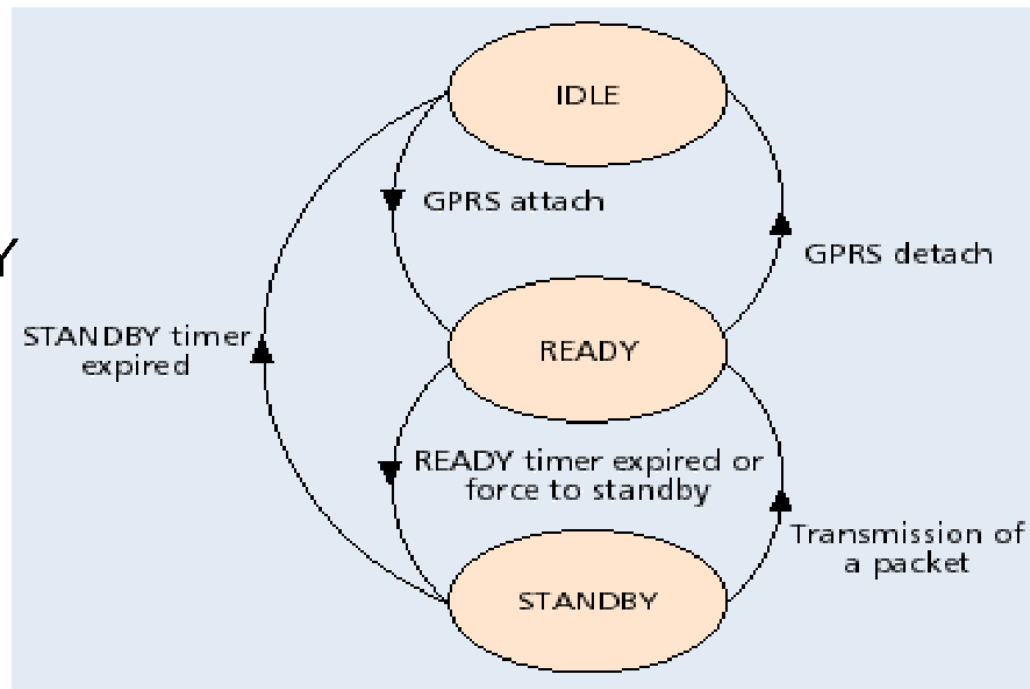 IDLE
GPRS attach
Y
GPRS detach
STANDBY timer
expired
READY
READY timer expired or
force to standby
Transmission of
a packet
STANDBY